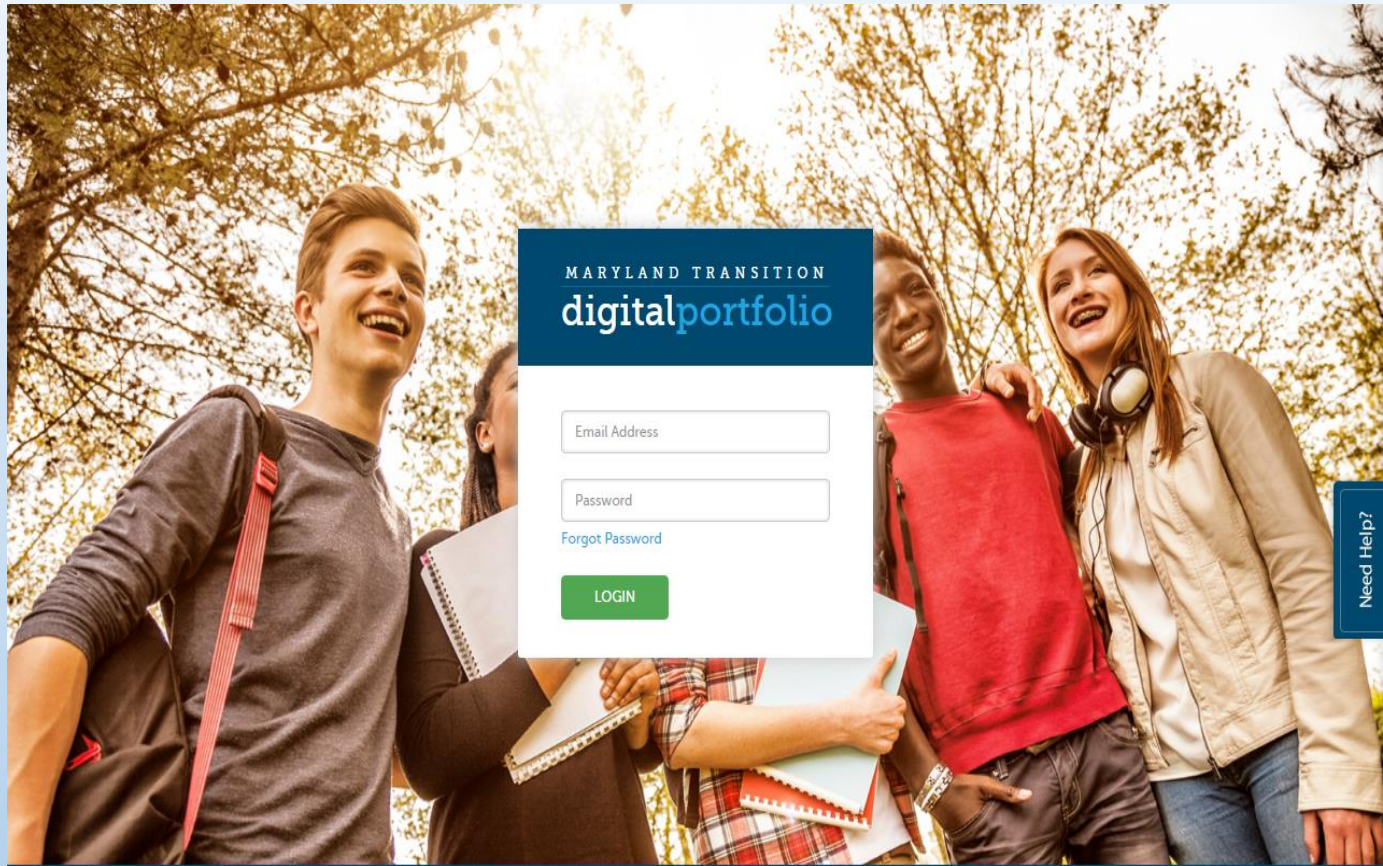 MARYLAND TRANSITION
digitalportfolio
Email Address
Password
Forgot Password
LOGIN
Need Help?